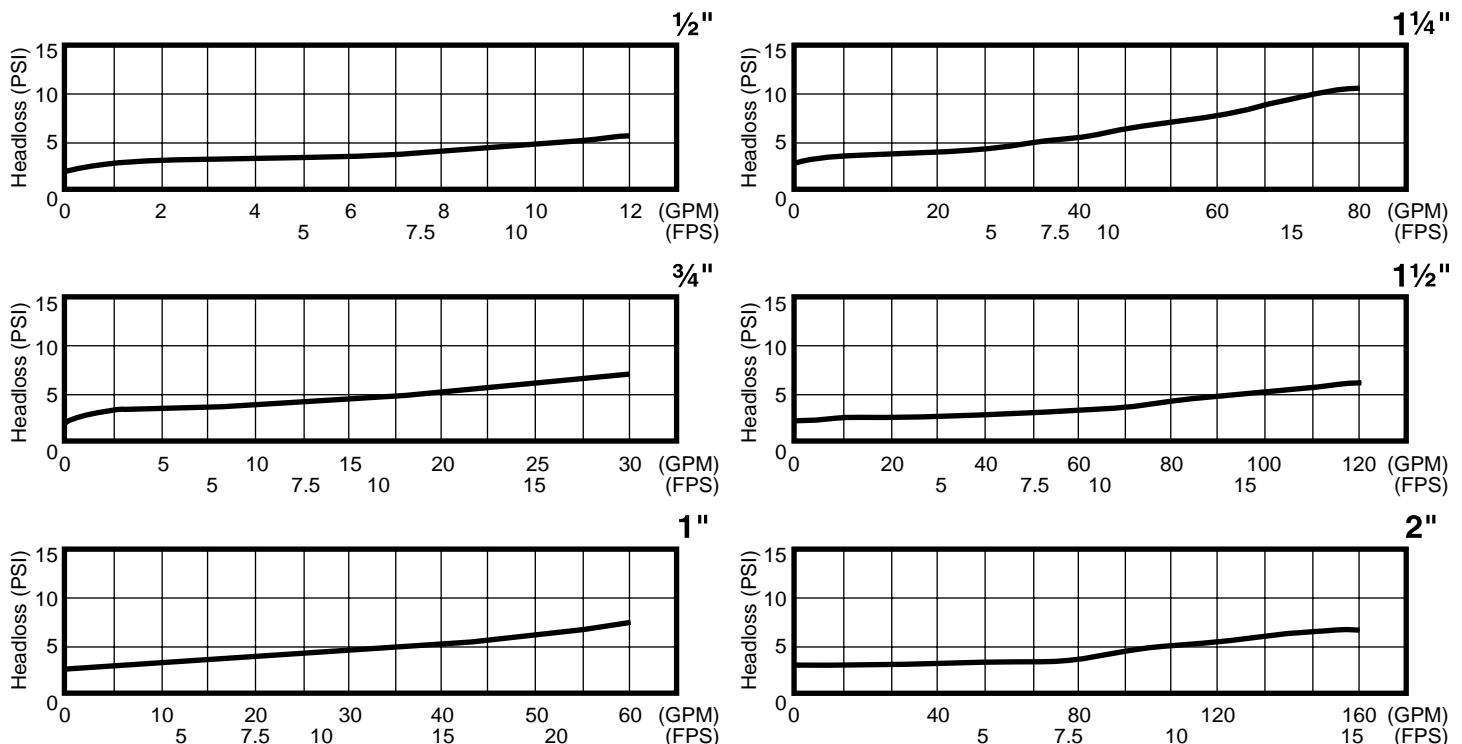 ½"
15
10
5
0
Headloss (PSI)
0 2 4 6 8 10 12 (GPM)
5 7.5 10 (FPS)
1¼"
15
10
5
0
Headloss (PSI)
0 20 40 60 80 (GPM)
5 7.5 10 15 (FPS)
¾"
15
10
5
0
Headloss (PSI)
0 5 10 15 20 25 30 (GPM)
5 7.5 10 15 (FPS)
1½"
15
10
5
0
Headloss (PSI)
0 20 40 60 80 100 120 (GPM)
5 7.5 10 15 (FPS)
1"
15
10
5
0
Headloss (PSI)
0 10 20 30 40 50 60 (GPM)
5 7.5 10 15 20 (FPS)
2"
15
10
5
0
Headloss (PSI)
0 40 80 120 160 (GPM)
5 7.5 10 15 (FPS)